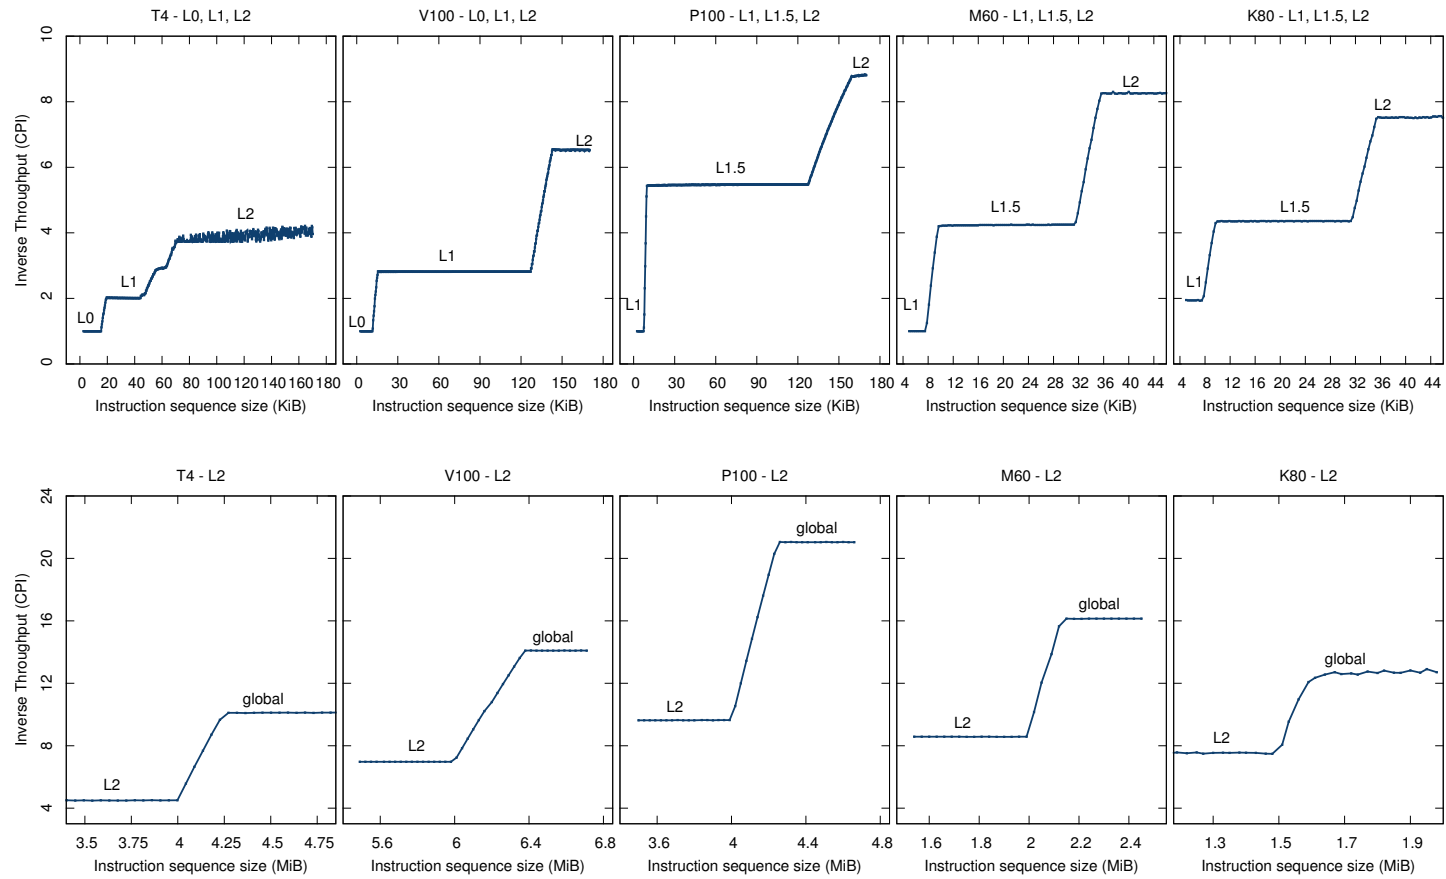 T4 - L0, L1, L2
V100 - L0, L1, L2
P100 - L1, L1.5, L2
M60 - L1, L1.5, L2
K80 - L1, L1.5, L2
Inverse Throughput (CPI)
0 2 4 6 8 10
L0 L1 L2
L0 L1 L2
L1 L1.5 L2
L1 L1.5 L2
L1 L1.5 L2
0 20 40 60 80 100 120 140 160 180
0 30 60 90 120 150 180
0 30 60 90 120 150 180
4 8 12 16 20 24 28 32 36 40 44
4 8 12 16 20 24 28 32 36 40 44
Instruction sequence size (KiB)
Instruction sequence size (KiB)
Instruction sequence size (KiB)
Instruction sequence size (KiB)
Instruction sequence size (KiB)
T4 - L2
V100 - L2
P100 - L2
M60 - L2
K80 - L2
Inverse Throughput (CPI)
4 8 12 16 20 24
L2 global
L2 global
L2 global
L2 global
L2 global
3.5 3.75 4 4.25 4.5 4.75
5.6 6 6.4 6.8
3.6 4 4.4 4.8
1.6 1.8 2 2.2 2.4
1.3 1.5 1.7 1.9
Instruction sequence size (MiB)
Instruction sequence size (MiB)
Instruction sequence size (MiB)
Instruction sequence size (MiB)
Instruction sequence size (MiB)